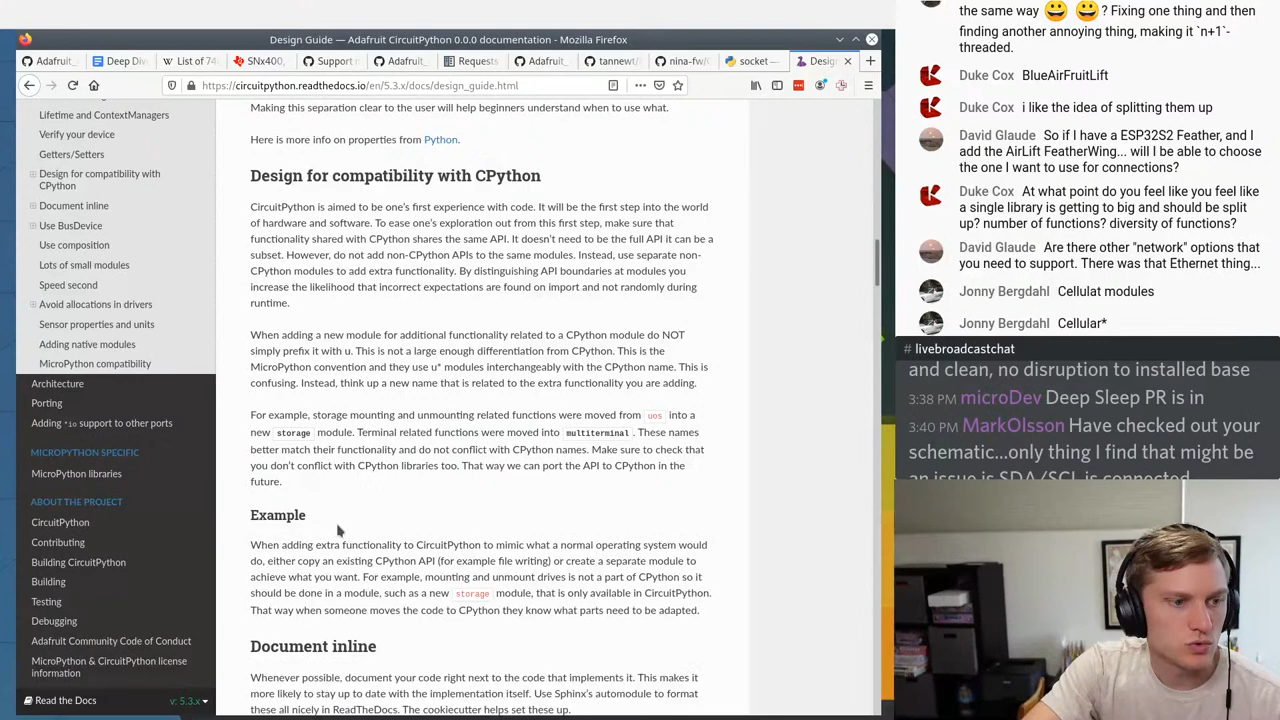 Design Guide — Adafruit CircuitPython 0.0.0 documentation - Mozilla Firefox
Adafruit_
Deep Div
List of 74
SNx400,
Support n
Adafruit_
Requests
Adafruit_
tannewt/
nina-fw/C
socket —
Design
https://circuitpython.readthedocs.io/en/5.3.x/docs/design_guide.html
Lifetime and ContextManagers
Verify your device
Getters/Setters
Design for compatibility with
CPython
Document inline
Use BusDevice
Use composition
Lots of small modules
Speed second
Avoid allocations in drivers
Sensor properties and units
Adding native modules
MicroPython compatibility
Architecture
Porting
Adding *io support to other ports
MICROPYTHON SPECIFIC
MicroPython libraries
ABOUT THE PROJECT
CircuitPython
Contributing
Building CircuitPython
Building
Testing
Debugging
Adafruit Community Code of Conduct
MicroPython & CircuitPython license
information
Read the Docs
v: 5.3.x
Making this separation clear to the user will help beginners understand when to use what.
Here is more info on properties from Python.
Design for compatibility with CPython
CircuitPython is aimed to be one's first experience with code. It will be the first step into the
world of hardware and software. To ease one's exploration out from this first step, make sure that
functionality shared with CPython shares the same API. It doesn't need to be the full API it can be a
subset. However, do not add non-CPython APIs to the same modules. Instead, use separate non-
CPython modules to add extra functionality. By distinguishing API boundaries at modules you
increase the likelihood that incorrect expectations are found on import and not randomly during
runtime.
When adding a new module for additional functionality related to a CPython module do NOT
simply prefix it with u. This is not a large enough differentiation from CPython. This is the
MicroPython convention and they use u* modules interchangeably with the CPython name. This is
confusing. Instead, think up a new name that is related to the extra functionality you are adding.
For example, storage mounting and unmounting related functions were moved from uos into a
new storage module. Terminal related functions were moved into multiterminal. These names
better match their functionality and do not conflict with CPython names. Make sure to check that
you don't conflict with CPython libraries too. That way we can port the API to CPython in the
future.
Example
When adding extra functionality to CircuitPython to mimic what a normal operating system would
do, either copy an existing CPython API (for example file writing) or create a separate module to
achieve what you want. For example, mounting and unmount drives is not a part of CPython so it
should be done in a module, such as a new storage module, that is only available in CircuitPython.
That way when someone moves the code to CPython they know what parts need to be adapted.
Document inline
Whenever possible, document your code right next to the code that implements it. This makes it
more likely to stay up to date with the implementation itself. Use Sphinx's automodule to format
these all nicely in ReadTheDocs. The cookiecutter helps set these up.
the same way 😀 😀 ? Fixing one thing and then
finding another annoying thing, making it `n+1`-
threaded.
Duke Cox BlueAirFruitLift
Duke Cox i like the idea of splitting them up
David Glaude So if I have a ESP32S2 Feather, and I
add the AirLift FeatherWing... will I be able to choose
the one I want to use for connections?
Duke Cox At what point do you feel like you feel like
a single library is getting to big and should be split
up? number of functions? diversity of functions?
David Glaude Are there other "network" options that
you need to support. There was that Ethernet thing...
Jonny Bergdahl Cellulat modules
Jonny Bergdahl Cellular*
# livebroadcastchat
and clean, no disruption to installed base
3:38 PM microDev Deep Sleep PR is in
3:40 PM MarkOlsson Have checked out your
schematic...only thing I find that might be
an issue is SDA/SCL is connected